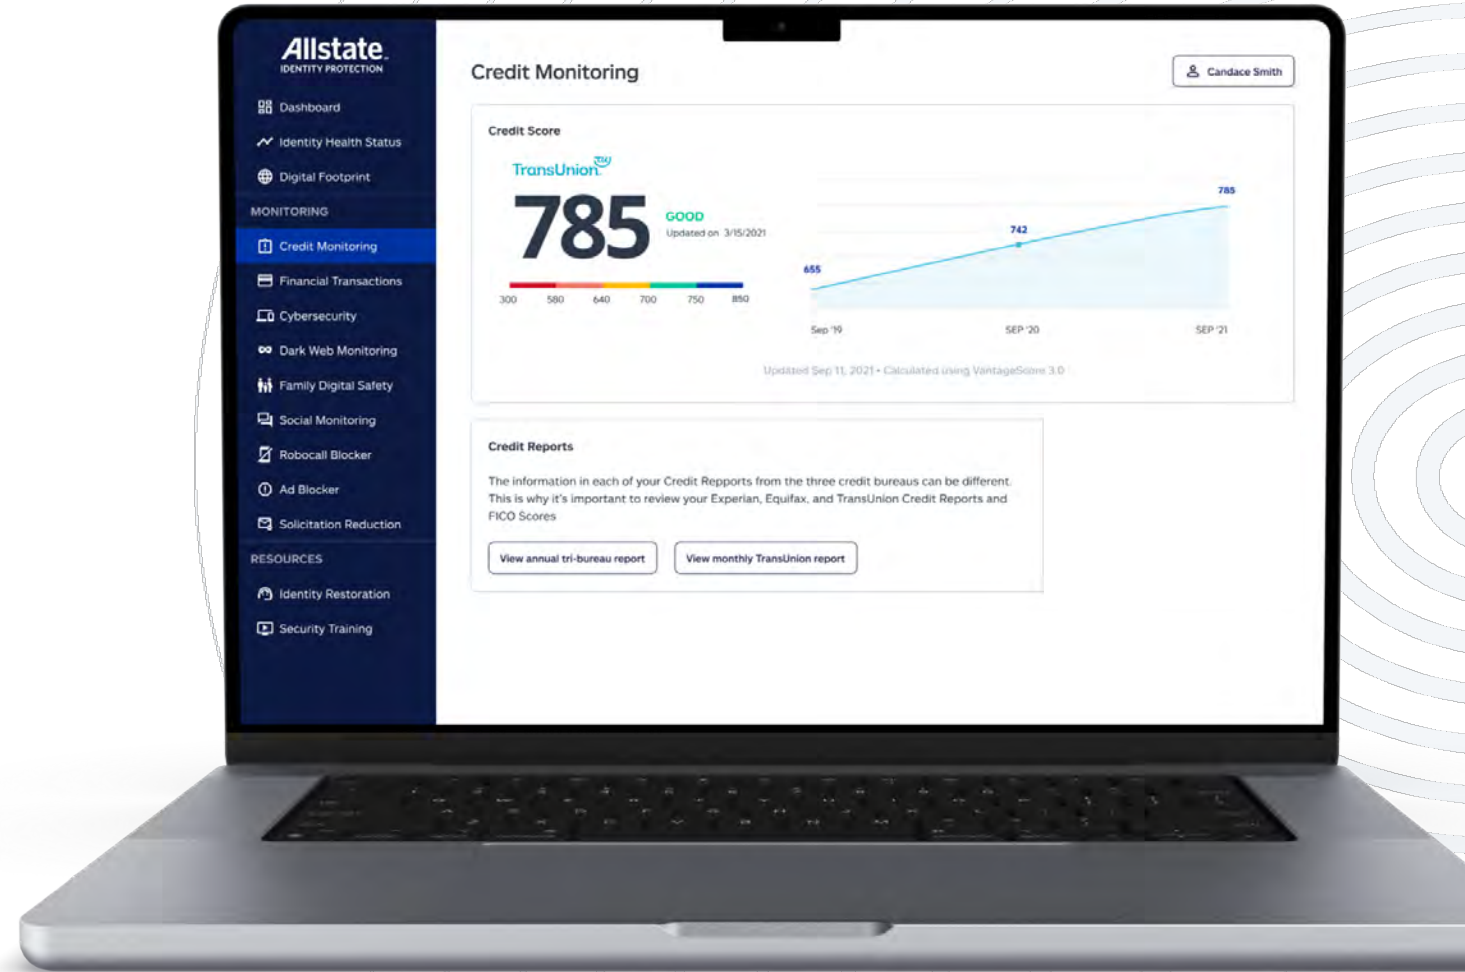 Allstate
IDENTITY PROTECTION
Dashboard
Identity Health Status
Digital Footprint
MONITORING
Credit Monitoring
Financial Transactions
Cybersecurity
Dark Web Monitoring
Family Digital Safety
Social Monitoring
Robocall Blocker
Ad Blocker
Solicitation Reduction
RESOURCES
Identity Restoration
Security Training
Credit Monitoring
Candace Smith
Credit Score
TransUnion
785
GOOD
Updated on 3/15/2021
300 580 640 700 750 850
655
742
785
Sep '19 SEP '20 SEP '21
Updated Sep 11, 2021 • Calculated using VantageScore 3.0
Credit Reports
The information in each of your Credit Repports from the three credit bureaus can be different.
This is why it's important to review your Experian, Equifax, and TransUnion Credit Reports and
FICO Scores
View annual tri-bureau report
View monthly TransUnion report